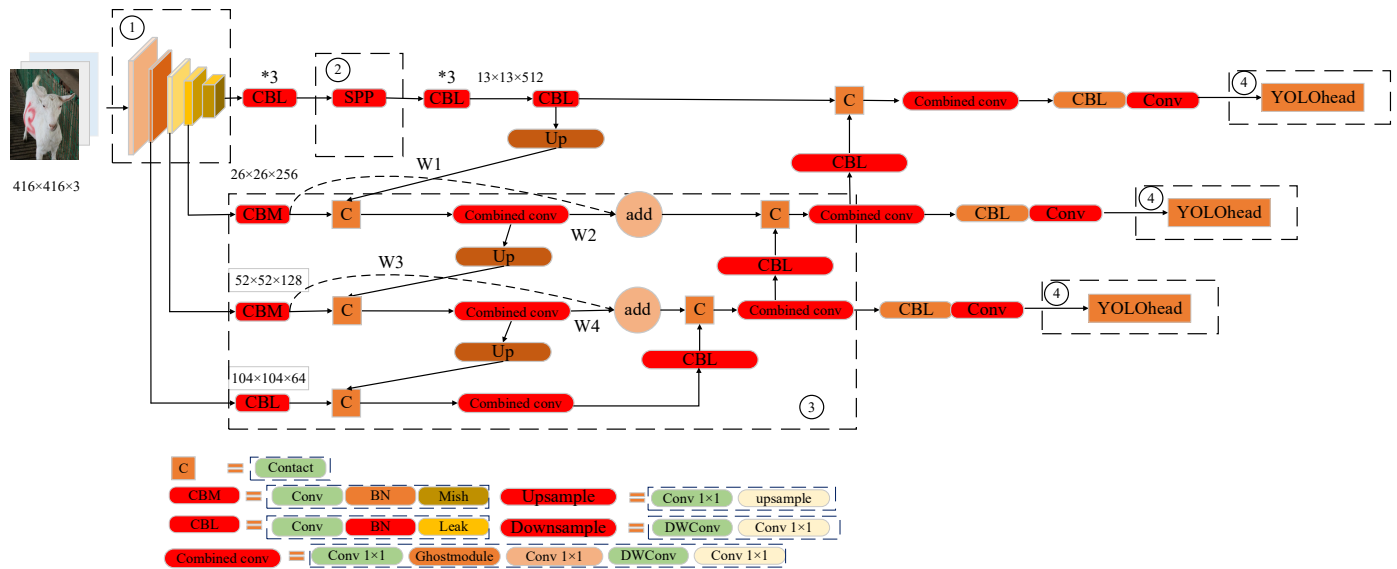 1
*3
CBL
2
SPP
*3
CBL
13×13×512
CBL
C
Combined conv
CBL
Conv
4
YOLOhead
Up
416×416×3
W1
CBL
26×26×256
CBM
C
Combined conv
W2
add
C
Combined conv
CBL
Conv
4
YOLOhead
Up
W3
CBL
52×52×128
CBM
C
Combined conv
W4
add
C
Combined conv
CBL
Conv
4
YOLOhead
Up
CBL
104×104×64
CBL
C
Combined conv
3
C = Contact
CBM = Conv BN Mish
Upsample = Conv 1×1 upsample
CBL = Conv BN Leak
Downsample = DWConv Conv 1×1
Combined conv = Conv 1×1 Ghostmodule Conv 1×1 DWConv Conv 1×1